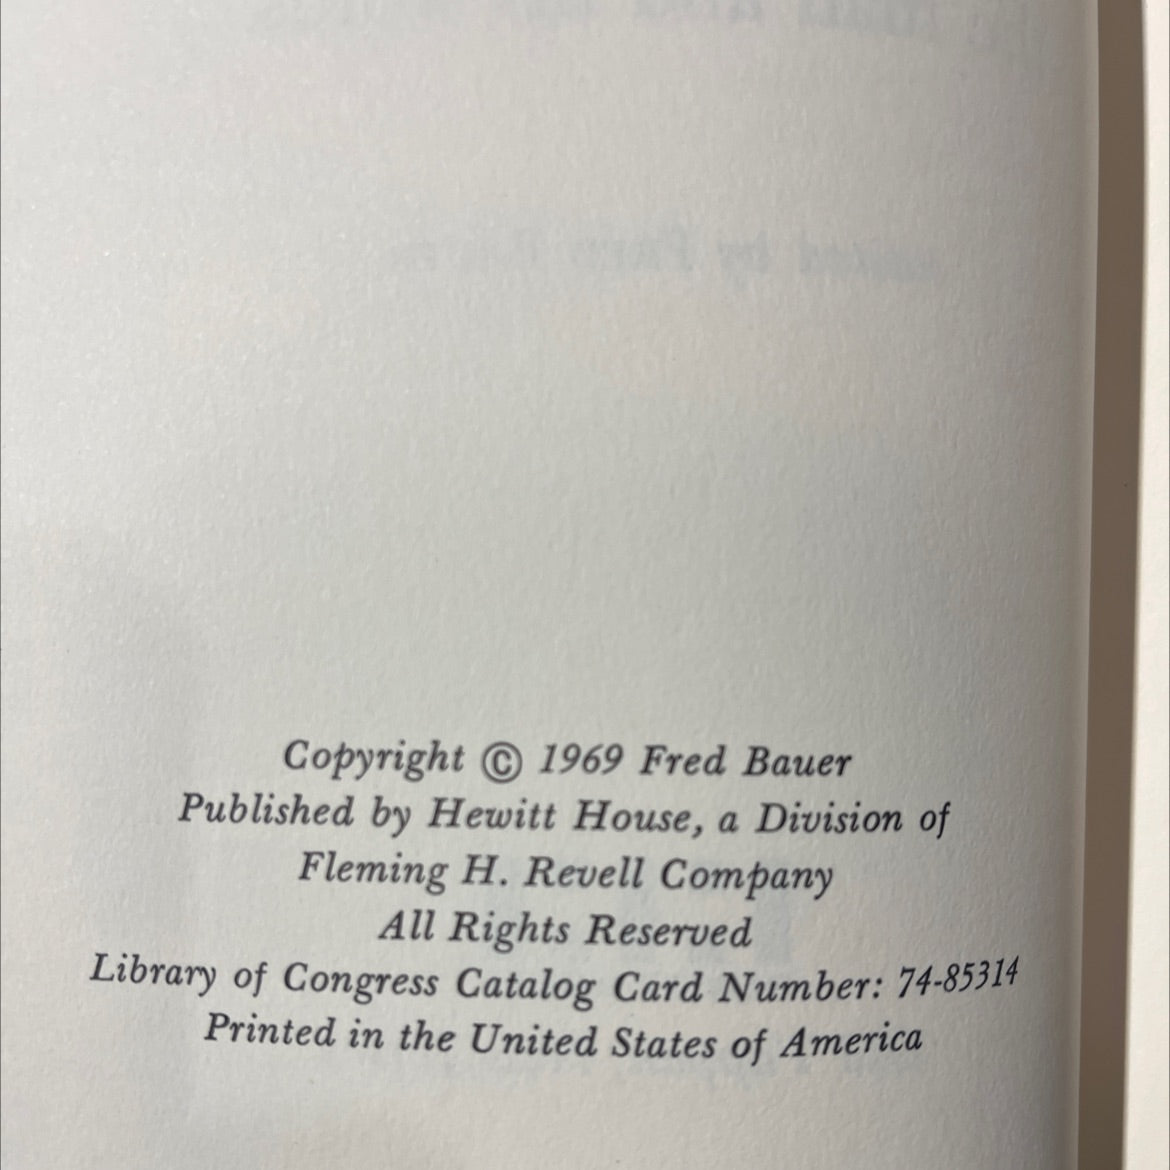 Copyright © 1969 Fred Bauer
Published by Hewitt House, a Division of
Fleming H. Revell Company
All Rights Reserved
Library of Congress Catalog Card Number: 74-85314
Printed in the United States of America